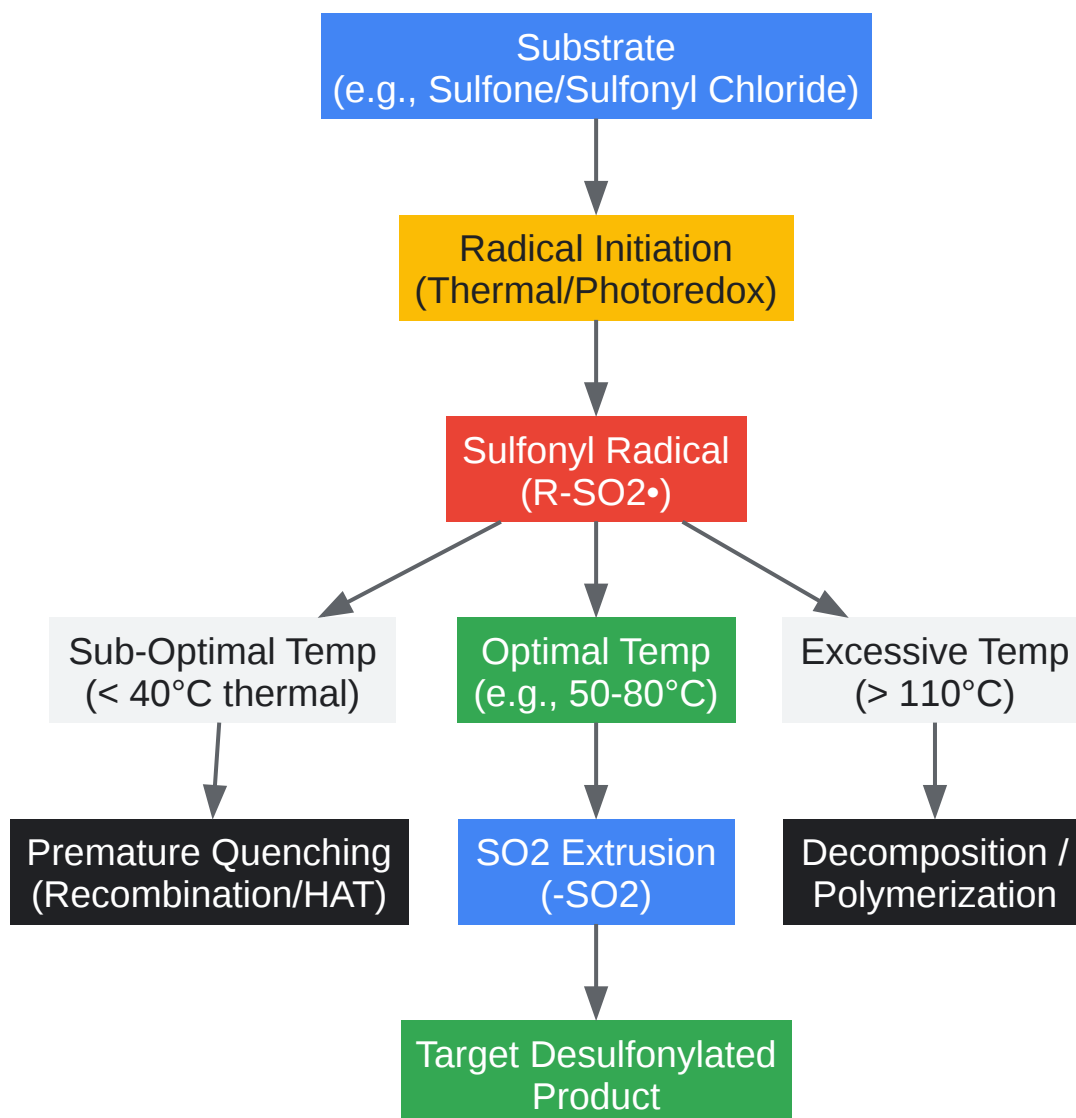 Substrate
(e.g., Sulfone/Sulfonyl Chloride)
Radical Initiation
(Thermal/Photoredox)
Sulfonyl Radical
(R-SO2•)
Sub-Optimal Temp
(< 40°C thermal)
Optimal Temp
(e.g., 50-80°C)
Excessive Temp
(> 110°C)
Premature Quenching
(Recombination/HAT)
SO2 Extrusion
(-SO2)
Decomposition /
Polymerization
Target Desulfonylated
Product